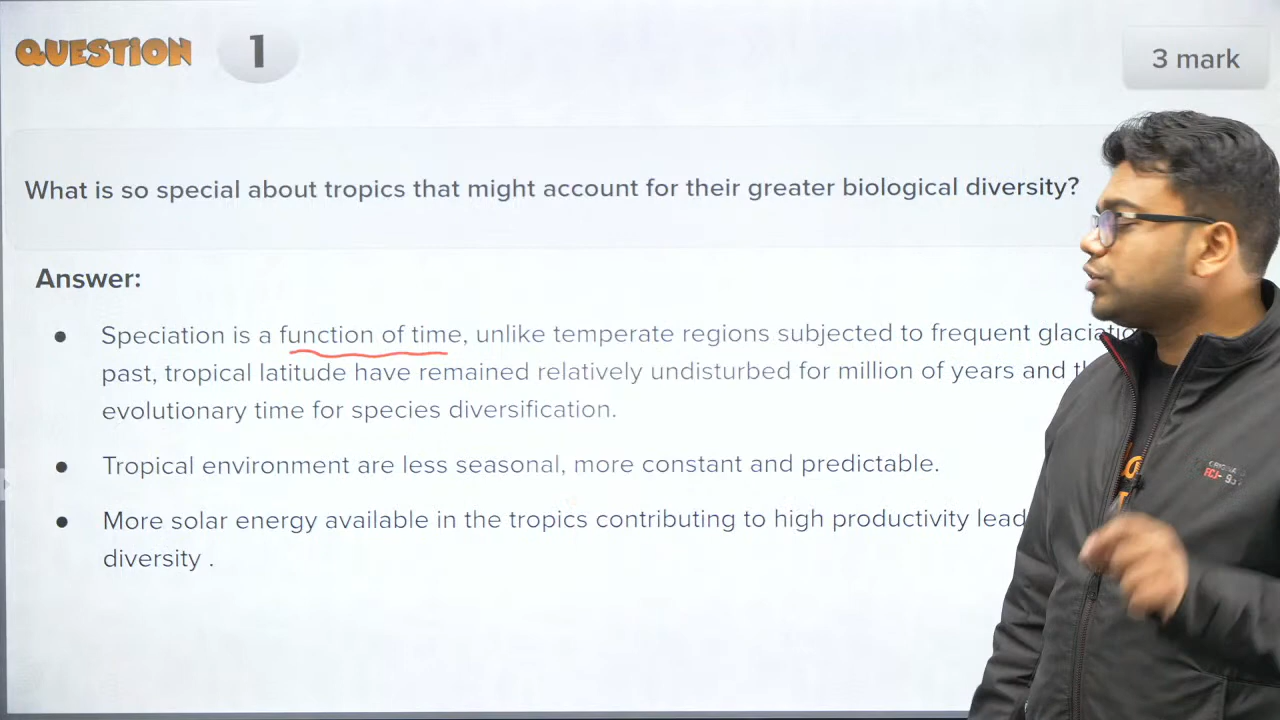 QUESTION 1
3 mark
What is so special about tropics that might account for their greater biological diversity?
Answer:
● Speciation is a function of time, unlike temperate regions subjected to frequent
past, tropical latitude have remained relatively undisturbed for million of years and
evolutionary time for species diversification.
● Tropical environment are less seasonal, more constant and predictable.
● More solar energy available in the tropics contributing to high productivity
diversity .